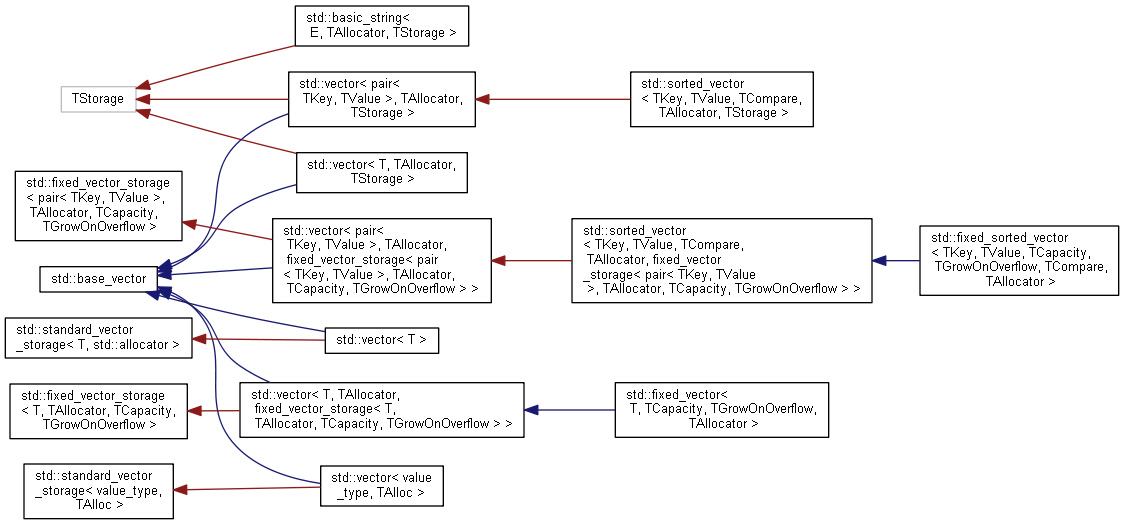 std::basic_string<
E, TAllocator, TStorage >
TStorage
std::vector< pair<
TKey, TValue >, TAllocator,
TStorage >
std::sorted_vector
< TKey, TValue, TCompare,
TAllocator, TStorage >
std::vector< T, TAllocator,
TStorage >
std::fixed_vector_storage
< pair< TKey, TValue >,
TAllocator, TCapacity,
TGrowOnOverflow >
std::vector< pair<
TKey, TValue >, TAllocator,
fixed_vector_storage< pair
< TKey, TValue >, TAllocator,
TCapacity, TGrowOnOverflow > >
std::sorted_vector
< TKey, TValue, TCompare,
TAllocator, fixed_vector
_storage< pair< TKey, TValue
>, TAllocator, TCapacity, TGrowOnOverflow > >
std::fixed_sorted_vector
< TKey, TValue, TCapacity,
TGrowOnOverflow, TCompare,
TAllocator >
std::base_vector
std::standard_vector
_storage< T, std::allocator >
std::vector< T >
std::fixed_vector_storage
< T, TAllocator, TCapacity,
TGrowOnOverflow >
std::vector< T, TAllocator,
fixed_vector_storage< T,
TAllocator, TCapacity, TGrowOnOverflow > >
std::fixed_vector<
T, TCapacity, TGrowOnOverflow,
TAllocator >
std::standard_vector
_storage< value_type,
TAlloc >
std::vector< value
_type, TAlloc >